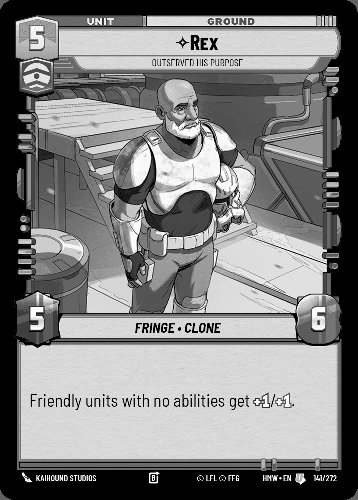 UNIT
GROUND
5
Rex
OUTSERVED HIS PURPOSE
5
FRINGE • CLONE
6
Friendly units with no abilities get +1/+1.
KAIHOUND STUDIOS
© LFL © FFG
HMW • EN
141/272